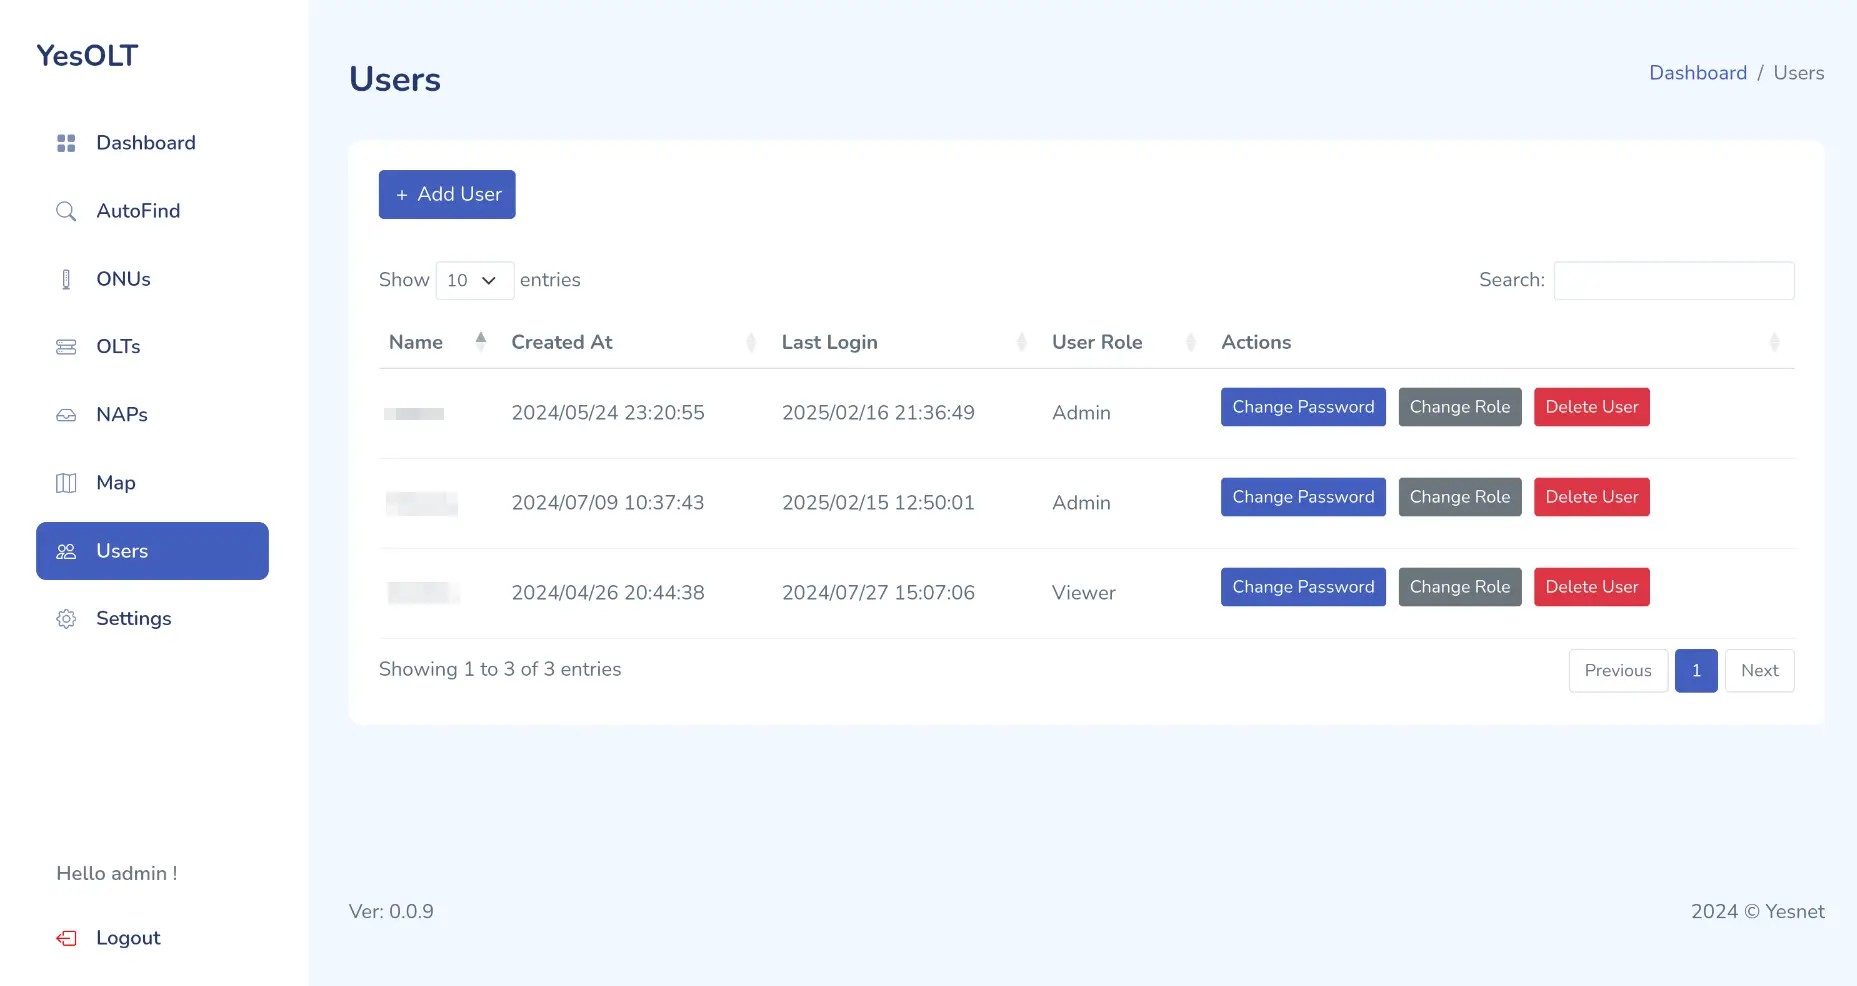 YesOLT
Dashboard
AutoFind
ONUs
OLTs
NAPs
Map
Users
Settings
Hello admin !
Logout
Users
Dashboard / Users
+ Add User
Show 10 entries
Search:
Name Created At Last Login User Role Actions
2024/05/24 23:20:55 2025/02/16 21:36:49 Admin Change Password Change Role Delete User
2024/07/09 10:37:43 2025/02/15 12:50:01 Admin Change Password Change Role Delete User
2024/04/26 20:44:38 2024/07/27 15:07:06 Viewer Change Password Change Role Delete User
Showing 1 to 3 of 3 entries
Previous 1 Next
Ver: 0.0.9
2024 © Yesnet